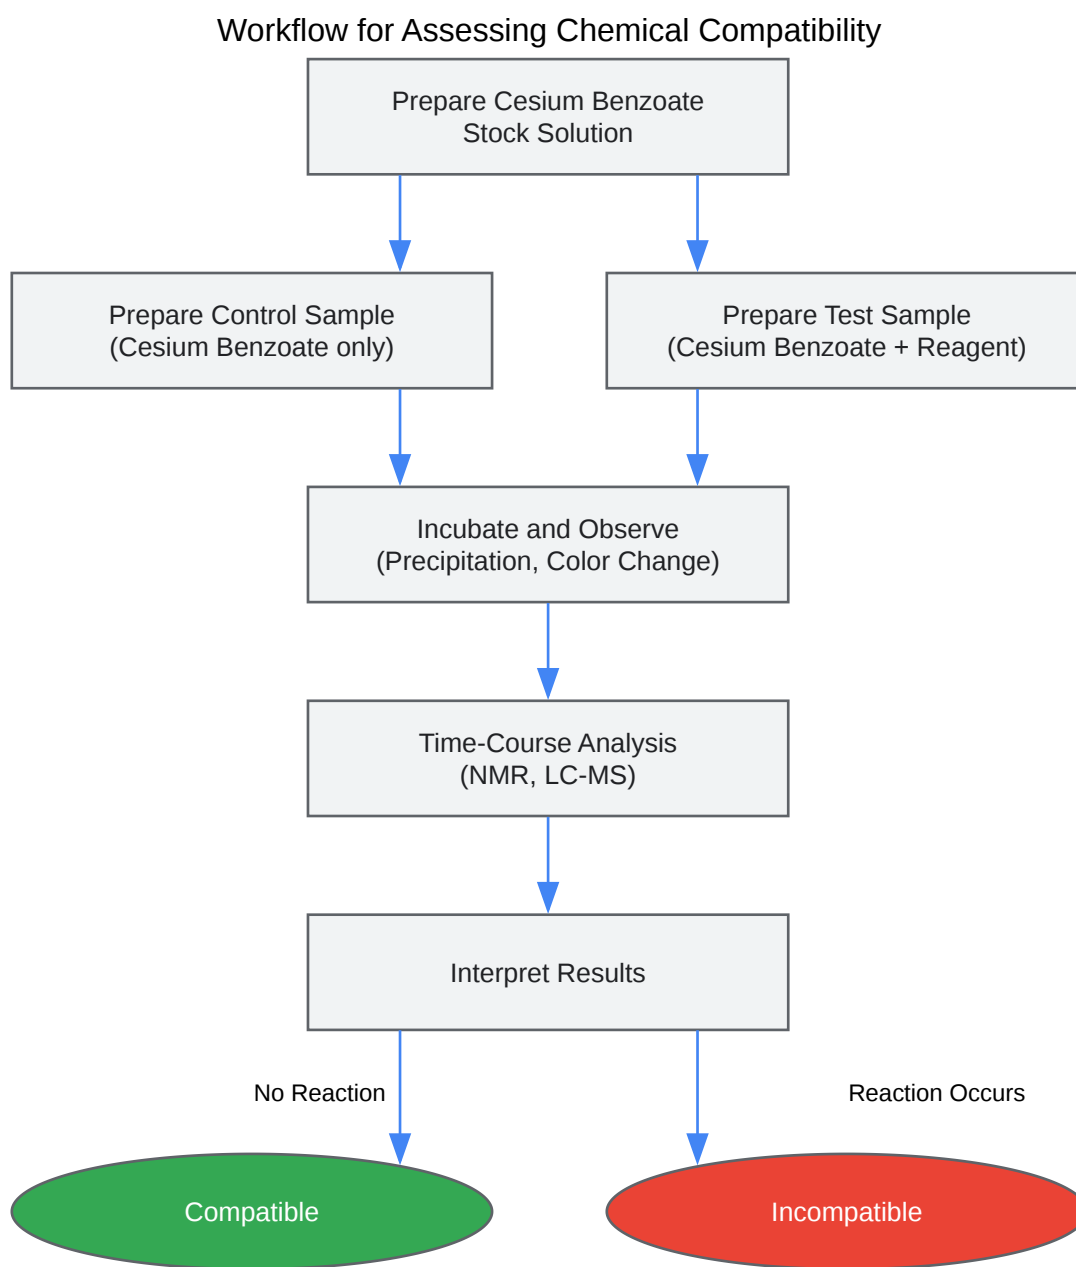 Workflow for Assessing Chemical Compatibility
Prepare Cesium Benzoate
Stock Solution
Prepare Control Sample
(Cesium Benzoate only)
Prepare Test Sample
(Cesium Benzoate + Reagent)
Incubate and Observe
(Precipitation, Color Change)
Time-Course Analysis
(NMR, LC-MS)
Interpret Results
No Reaction
Reaction Occurs
Compatible
Incompatible